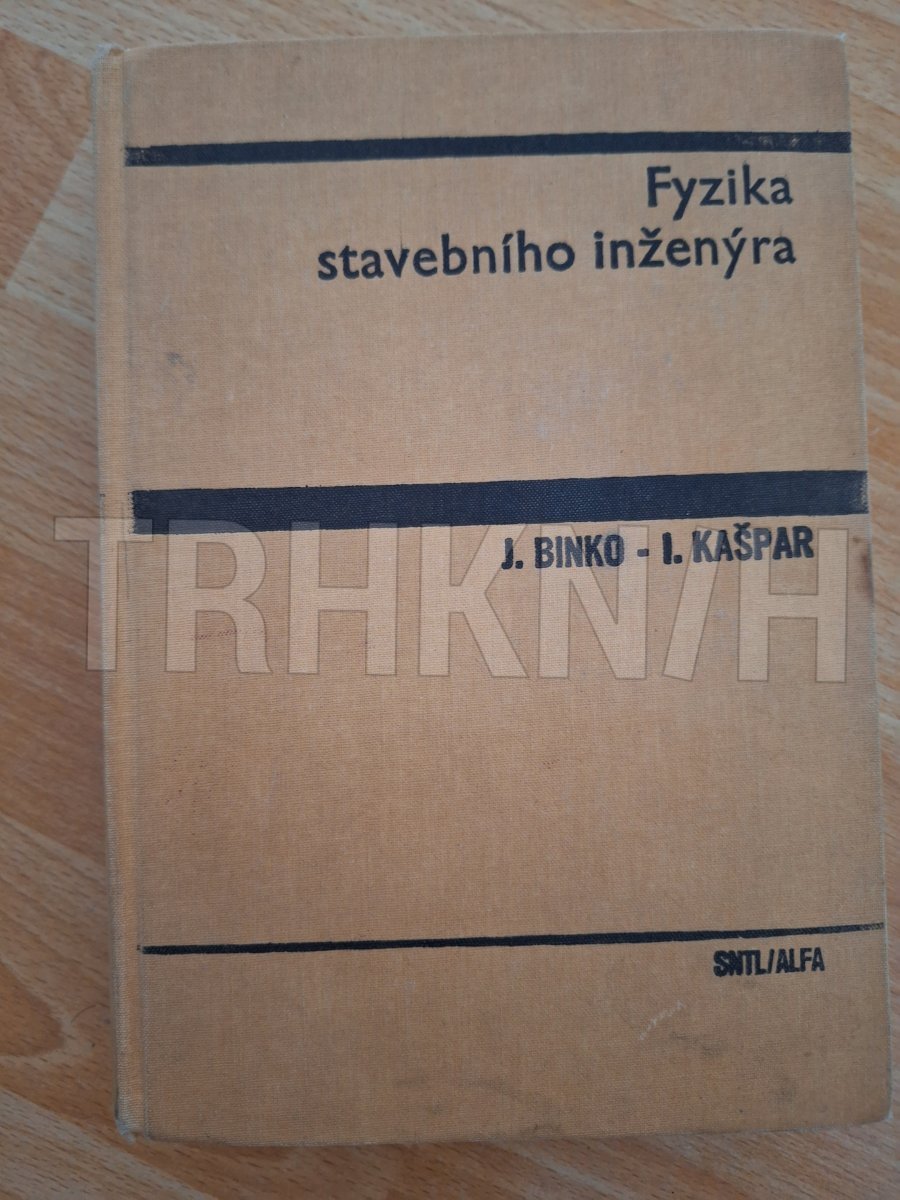 Fyzika
stavebního inženýra
J. BINKO - I. KAŠPAR
TRHKNIH
SNTL/ALFA